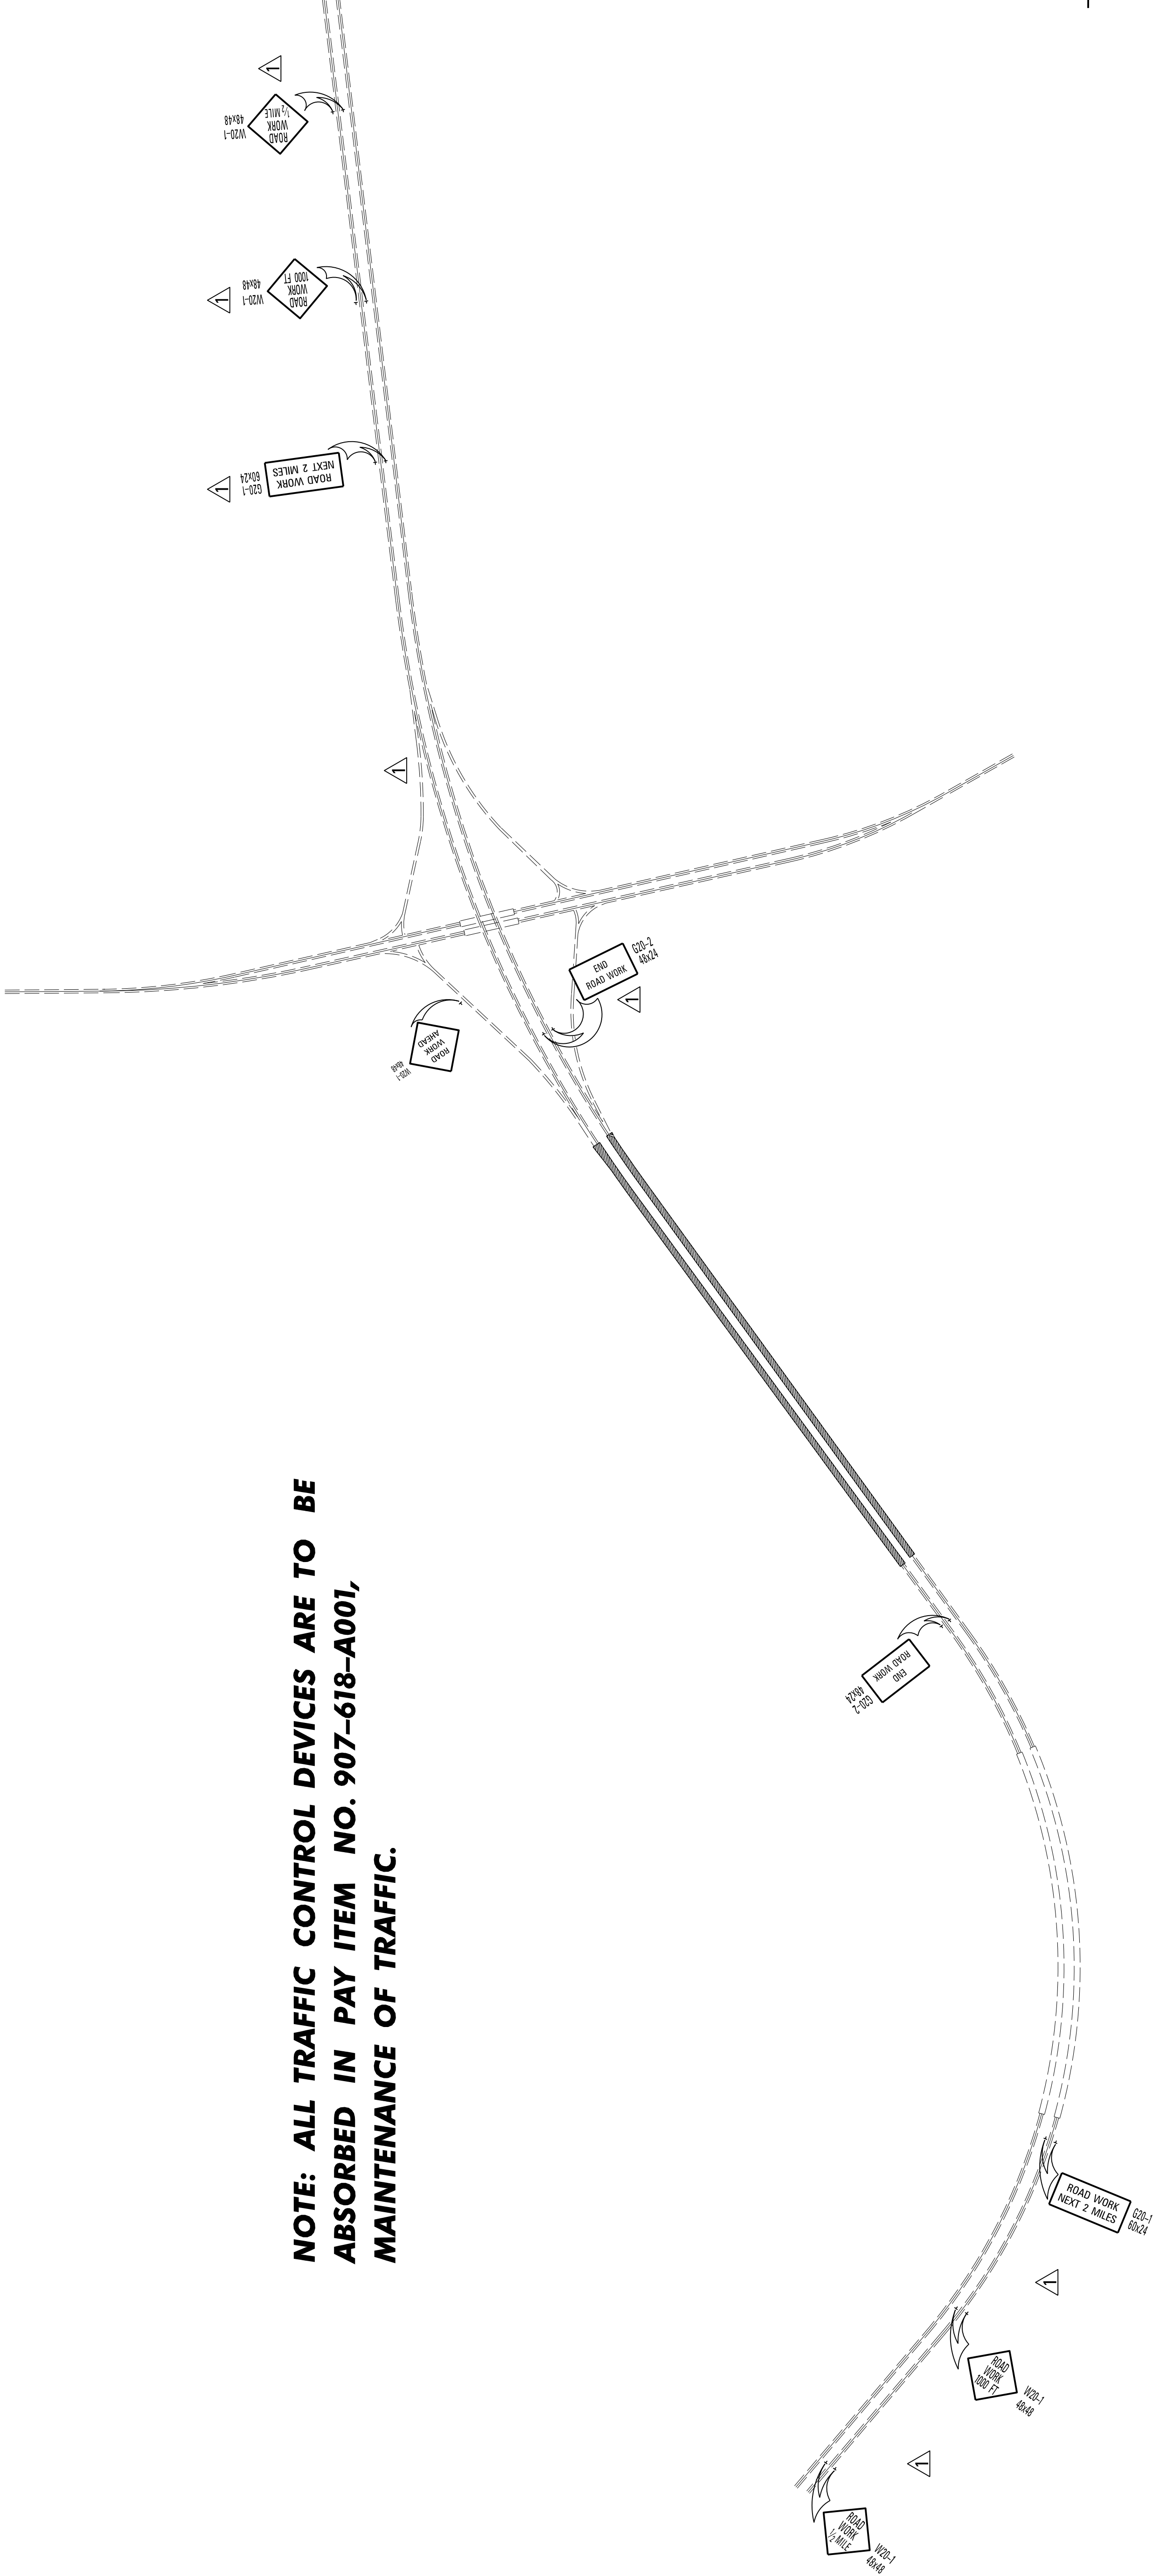 1
ROAD
WORK
½ MILE
W20-1
48x48
1
ROAD
WORK
1000 FT
W20-1
48x48
1
ROAD WORK
NEXT 2 MILES
G20-1
60x24
1
END
ROAD WORK
G20-2
48x24
1
ROAD
WORK
AHEAD
W20-1
48x48
NOTE: ALL TRAFFIC CONTROL DEVICES ARE TO BE
ABSORBED IN PAY ITEM NO. 907-618-A001,
MAINTENANCE OF TRAFFIC.
END
ROAD WORK
G20-2
48x24
ROAD WORK
NEXT 2 MILES
G20-1
60x24
1
ROAD
WORK
1000 FT
W20-1
48x48
1
ROAD
WORK
½ MILE
W20-1
48x48